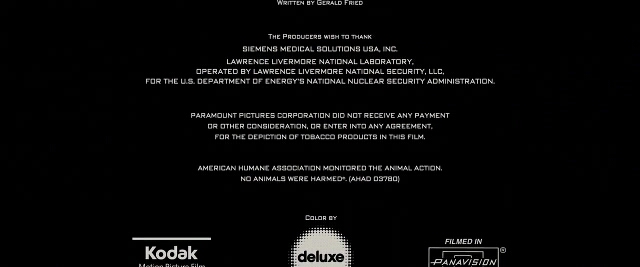 Written by Gerald Fried
The Producers wish to thank
SIEMENS MEDICAL SOLUTIONS USA, INC.
LAWRENCE LIVERMORE NATIONAL LABORATORY,
OPERATED BY LAWRENCE LIVERMORE NATIONAL SECURITY, LLC,
FOR THE U.S. DEPARTMENT OF ENERGY'S NATIONAL NUCLEAR SECURITY ADMINISTRATION.
PARAMOUNT PICTURES CORPORATION DID NOT RECEIVE ANY PAYMENT
OR OTHER CONSIDERATION, OR ENTER INTO ANY AGREEMENT,
FOR THE DEPICTION OF TOBACCO PRODUCTS IN THIS FILM.
AMERICAN HUMANE ASSOCIATION MONITORED THE ANIMAL ACTION.
NO ANIMALS WERE HARMED®. (AHAD 03780)
Color by
Kodak
Motion Picture Film
deluxe
FILMED IN
PANAVISION®